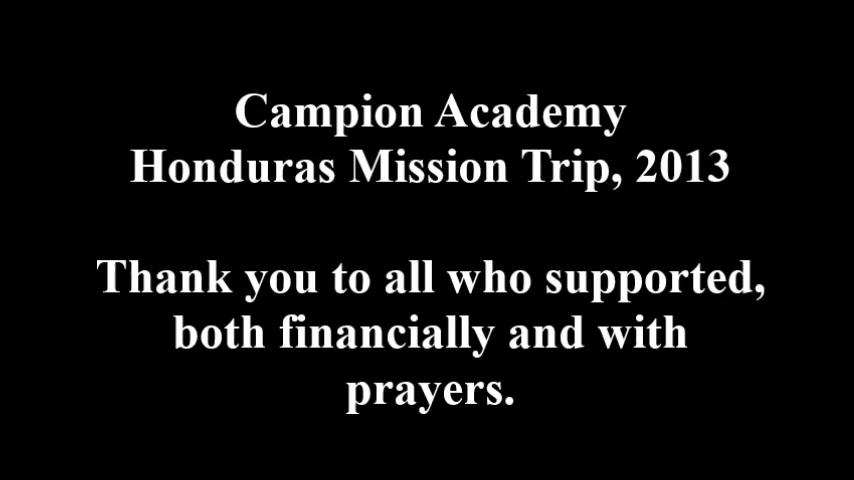 Campion Academy
Honduras Mission Trip, 2013
Thank you to all who supported,
both financially and with
prayers.